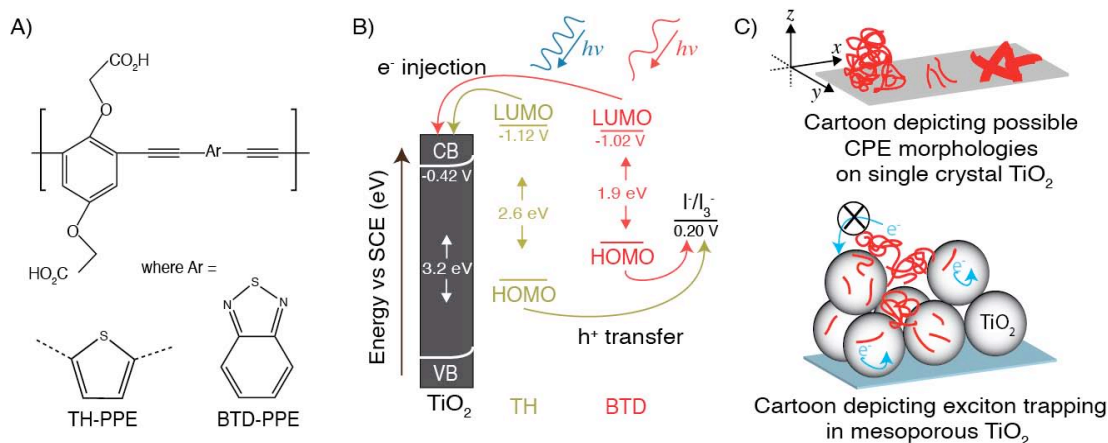 A)
CO₂H
O
Ar
O
HO₂C
where Ar =
S
TH-PPE
N S N
BTD-PPE
B)
hν
hν
e⁻ injection
Energy vs SCE (eV)
CB
-0.42 V
3.2 eV
VB
TiO₂
LUMO
-1.12 V
2.6 eV
HOMO
TH
LUMO
-1.02 V
1.9 eV
HOMO
BTD
I⁻/I₃⁻
0.20 V
h⁺ transfer
C)
z
x
y
Cartoon depicting possible
CPE morphologies
on single crystal TiO₂
e⁻
e⁻
e⁻
TiO₂
Cartoon depicting exciton trapping
in mesoporous TiO₂